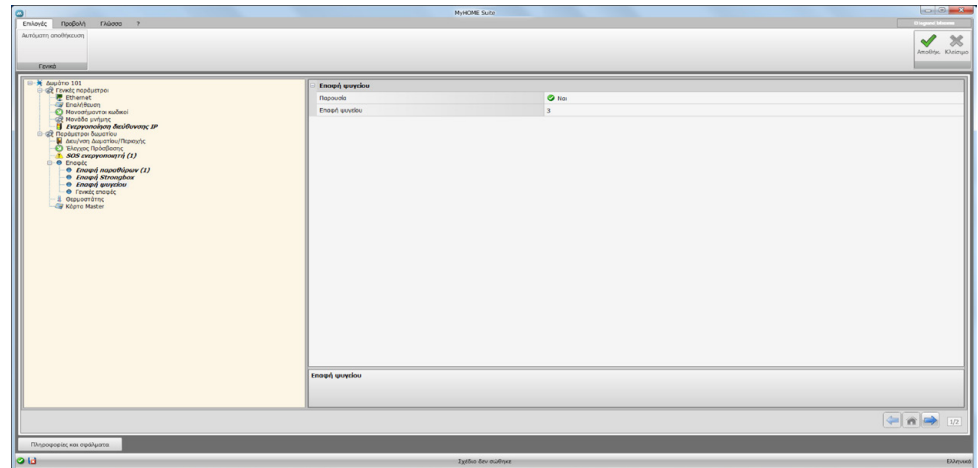 MyHOME Suite
Επιλογές Προβολή Γλώσσα ?
Αυτόματη αποθήκευση
Αποθήκ. Κλείσιμο
Γενικά
Δωμάτιο 101
Γενικές παράμετροι
Ethernet
Επαλήθευση
Μονοσήμαντοι κωδικοί
Μονάδα μνήμης
Ενεργοποίηση διεύθυνσης IP
Παράμετροι δωματίου
Διευ/νση Δωματίου/Περιοχής
Έλεγχος Πρόσβασης
SOS ενεργοποιητή (1)
Επαφές
Επαφή παραθύρων (1)
Επαφή Strongbox
Επαφή ψυγείου
Γενικές επαφές
Θερμοστάτης
Κάρτα Master
Επαφή ψυγείου
Παρουσία Ναι
Επαφή ψυγείου 3
Επαφή ψυγείου
1/2
Πληροφορίες και σφάλματα
Σχέδιο δεν σώθηκε
Ελληνικά